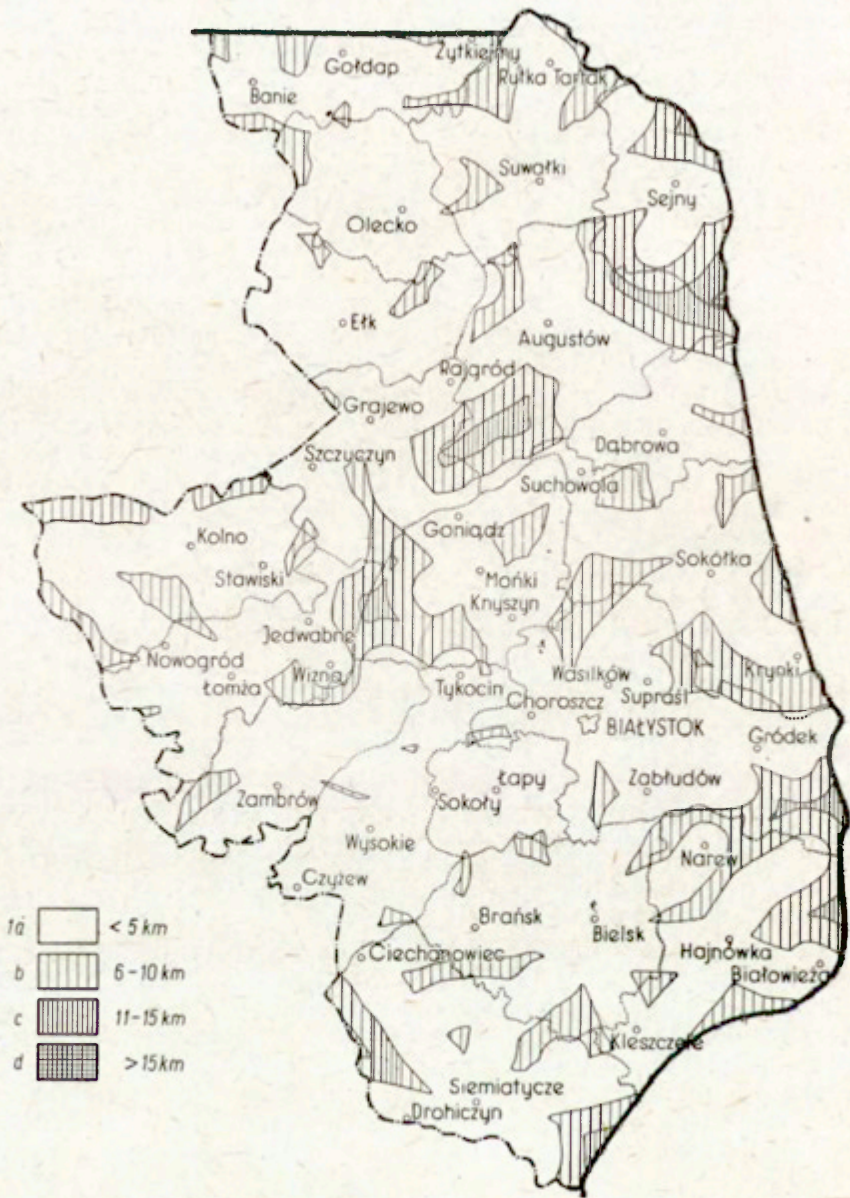 Gołdap
Żytkiejmy
Rutka Tartak
Banie
Suwałki
Sejny
Olecko
Ełk
Augustów
Rajgród
Grajewo
Dąbrowa
Szczuczyn
Suchowola
Goniądz
Kolno
Sokółka
Stawiski
Mońki
Knyszyn
Jedwabne
Nowogród
Wizna
Łomża
Tykocin
Wasilków
Supraśl
Krynki
Choroszcz
BIAŁYSTOK
Gródek
Zambrów
Sokoły
Łapy
Zabłudów
Wysokie
Narew
Czyżew
Brańsk
Bielsk
Hajnówka
Ciechanowiec
Białowieża
Kleszczele
Siemiatycze
Drohiczyn
1a < 5 km
b 6-10 km
c 11-15 km
d > 15 km